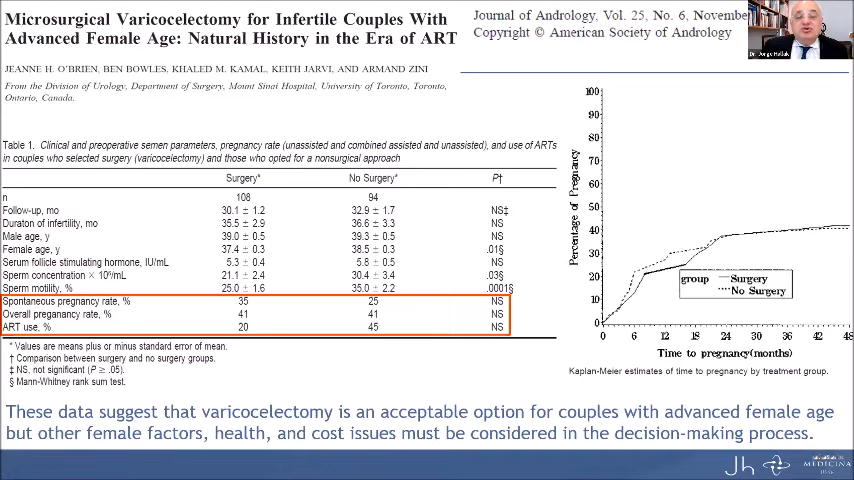 Microsurgical Varicocelectomy for Infertile Couples With
Advanced Female Age: Natural History in the Era of ART
JEANNE H. O'BRIEN, BEN BOWLES, KHALED M. KAMAL, KEITH JARVI, AND ARMAND ZINI
From the Division of Urology, Department of Surgery, Mount Sinai Hospital, University of Toronto, Toronto,
Ontario, Canada.
Journal of Andrology, Vol. 25, No. 6, Novembe
Copyright © American Society of Andrology
Dr. Jorge Hallak
Table 1. Clinical and preoperative semen parameters, pregnancy rate (unassisted and combined assisted and unassisted), and use of ARTs
in couples who selected surgery (varicocelectomy) and those who opted for a nonsurgical approach
Surgery* No Surgery* P†
n 108 94
Follow-up, mo 30.1 ± 1.2 32.9 ± 1.7 NS‡
Duraton of infertility, mo 35.5 ± 2.9 36.6 ± 3.3 NS
Male age, y 39.0 ± 0.5 39.3 ± 0.5 NS
Female age, y 37.4 ± 0.3 38.5 ± 0.3 .01§
Serum follicle stimulating hormone, IU/mL 5.3 ± 0.4 5.8 ± 0.5 NS
Sperm concentration × 10⁶/mL 21.1 ± 2.4 30.4 ± 3.4 .03§
Sperm motility, % 25.0 ± 1.6 35.0 ± 2.2 .0001§
Spontaneous pregnancy rate, % 35 25 NS
Overall preganancy rate, % 41 41 NS
ART use, % 20 45 NS
* Values are means plus or minus standard error of mean.
† Comparison between surgery and no surgery groups.
‡ NS, not significant (P ≥ .05).
§ Mann-Whitney rank sum test.
Percentage of Pregnancy
100
90
80
70
60
50
40
30
20
10
0
group Surgery
No Surgery
0 6 12 18 24 30 36 42 48
Time to pregnancy(months)
Kaplan-Meier estimates of time to pregnancy by treatment group.
These data suggest that varicocelectomy is an acceptable option for couples with advanced female age
but other female factors, health, and cost issues must be considered in the decision-making process.
Jh
MEDICINA